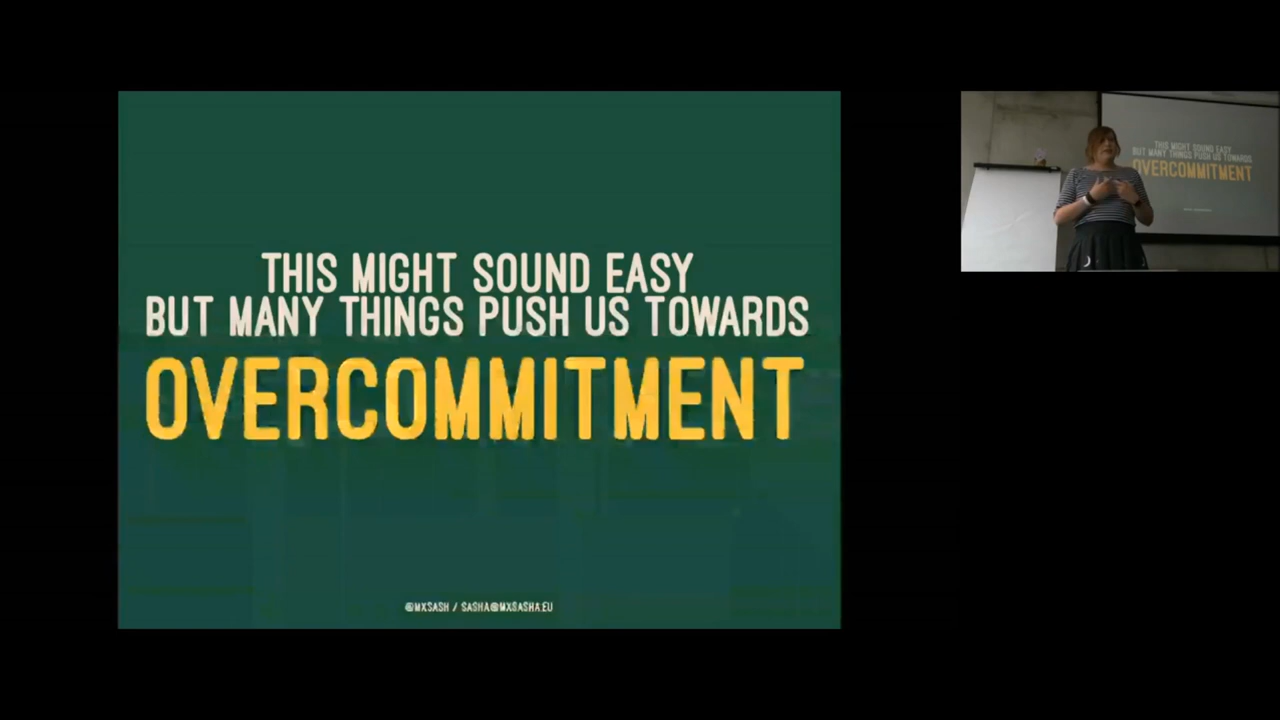 THIS MIGHT SOUND EASY
BUT MANY THINGS PUSH US TOWARDS
OVERCOMMITMENT
@MXSASH / SASHA@MXSASHA.EU
THIS MIGHT SOUND EASY
BUT MANY THINGS PUSH US TOWARDS
OVERCOMMITMENT